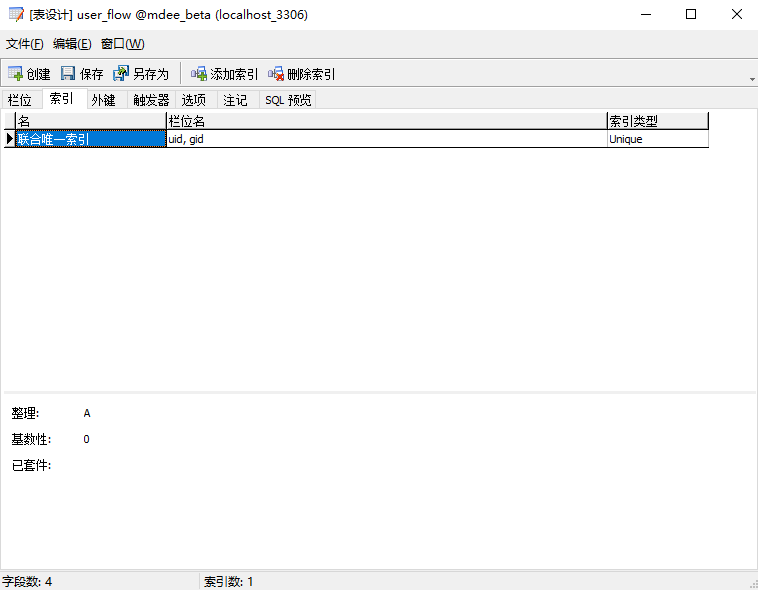 [表设计] user_flow @mdee_beta (localhost_3306)
文件(F) 编辑(E) 窗口(W)
创建 保存 另存为 添加索引 删除索引
栏位 索引 外键 触发器 选项 注记 SQL 预览
名 栏位名 索引类型
联合唯一索引 uid, gid Unique
整理: A
基数性: 0
已套件:
字段数: 4 索引数: 1